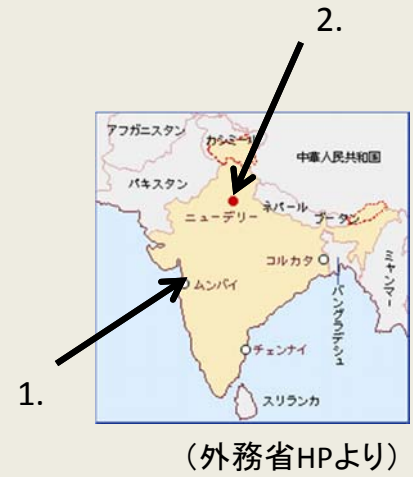 2.
アフガニスタン
カシミール
中華人民共和国
パキスタン
ネパール
ブータン
ニューデリー
コルカタ
ミャンマー
ムンバイ
バングラデシュ
チェンナイ
1.
スリランカ
（外務省HPより）